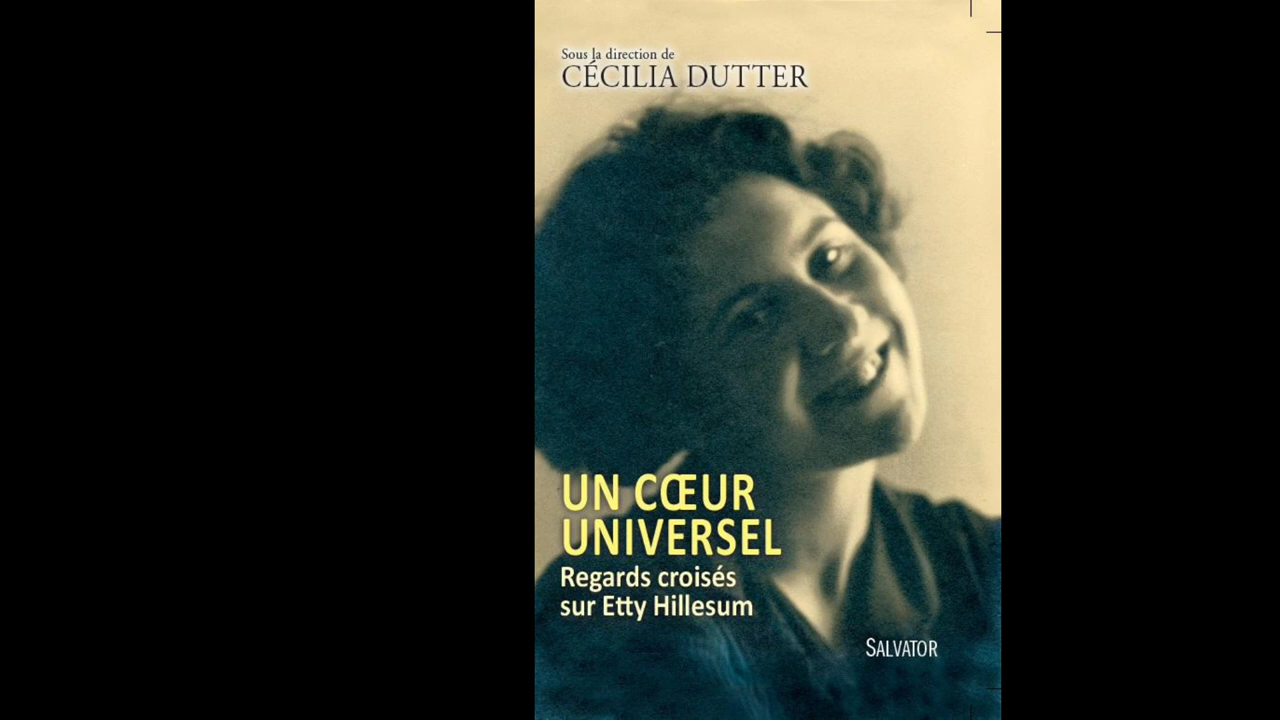 Sous la direction de
CÉCILIA DUTTER
UN CŒUR
UNIVERSEL
Regards croisés
sur Etty Hillesum
SALVATOR